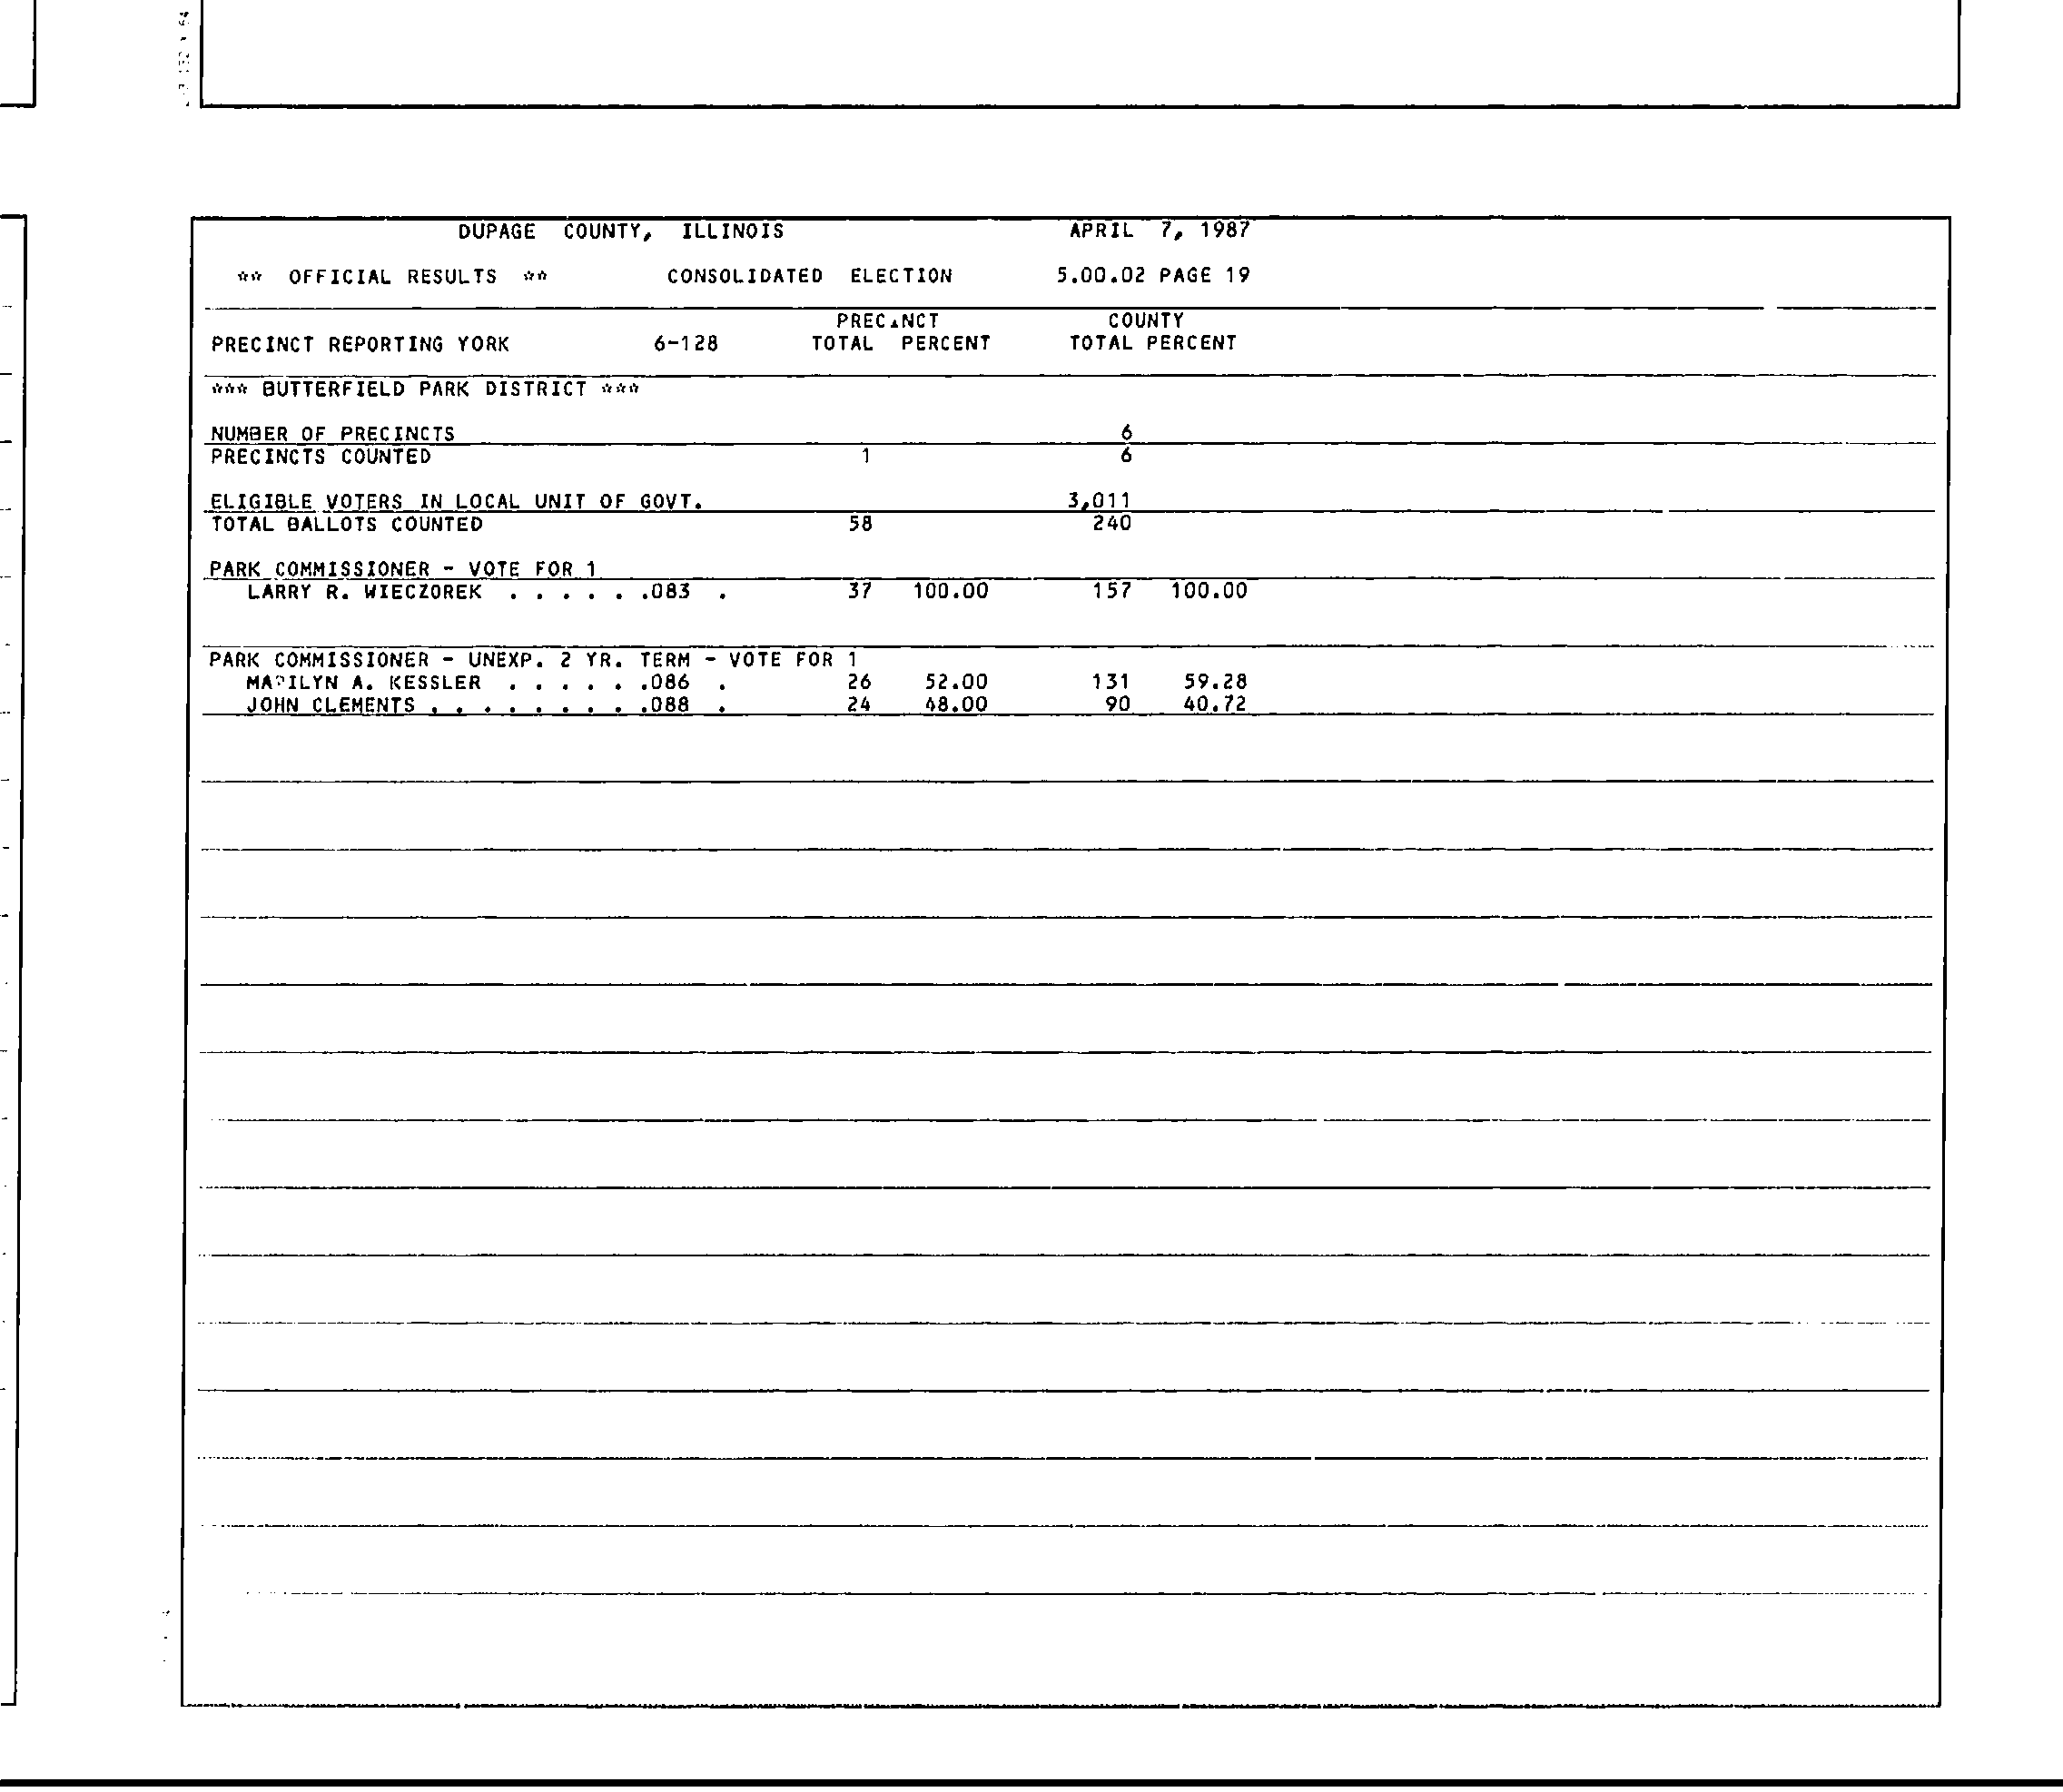 DUPAGE COUNTY, ILLINOIS APRIL 7, 1987
** OFFICIAL RESULTS ** CONSOLIDATED ELECTION 5.00.02 PAGE 19
PRECINCT COUNTY
PRECINCT REPORTING YORK 6-128 TOTAL PERCENT TOTAL PERCENT
*** BUTTERFIELD PARK DISTRICT ***
NUMBER OF PRECINCTS 6
PRECINCTS COUNTED 1 6
ELIGIBLE VOTERS IN LOCAL UNIT OF GOVT. 3,011
TOTAL BALLOTS COUNTED 58 240
PARK COMMISSIONER - VOTE FOR 1
LARRY R. WIECZOREK . . . . . .083 . 37 100.00 157 100.00
PARK COMMISSIONER - UNEXP. 2 YR. TERM - VOTE FOR 1
MARILYN A. KESSLER . . . . . .086 . 26 52.00 131 59.28
JOHN CLEMENTS . . . . . . . . .088 . 24 48.00 90 40.72